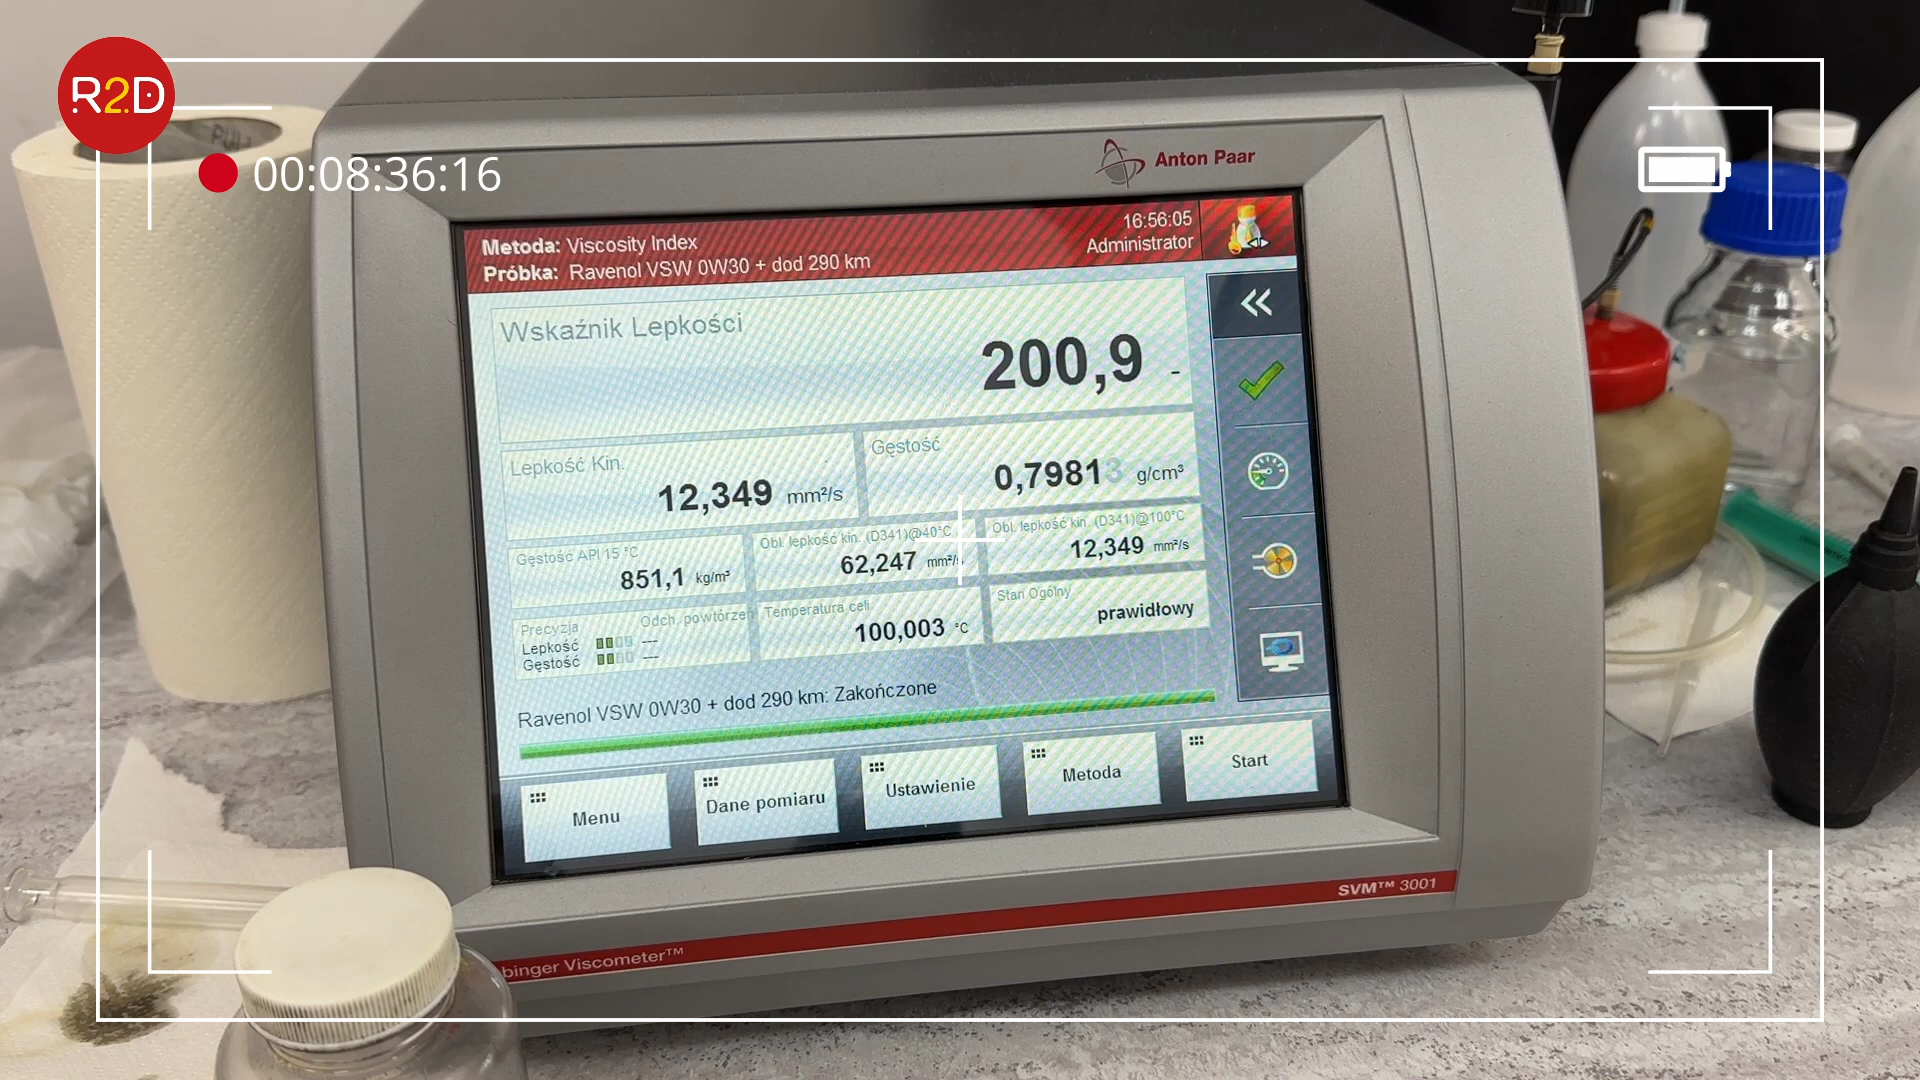 R2D
00:08:36:16
Anton Paar
Metoda: Viscosity Index
Próbka: Ravenol VSW 0W30 + dod 290 km
16:56:05
Administrator
Wskaźnik Lepkości
200,9 -
Lepkość Kin.
12,349 mm²/s
Gęstość
0,79813 g/cm³
Gęstość API 15 °C
851,1 kg/m³
Obl. lepkość kin. (D341)@40°C
62,247 mm²/s
Obl. lepkość kin. (D341)@100°C
12,349 mm²/s
Precyzja
Odch. powtórzeń
Lepkość ---
Gęstość ---
Temperatura celi
100,003 °C
Stan Ogólny
prawidłowy
Ravenol VSW 0W30 + dod 290 km: Zakończone
Menu
Dane pomiaru
Ustawienie
Metoda
Start
SVM™ 3001
binger Viscometer™